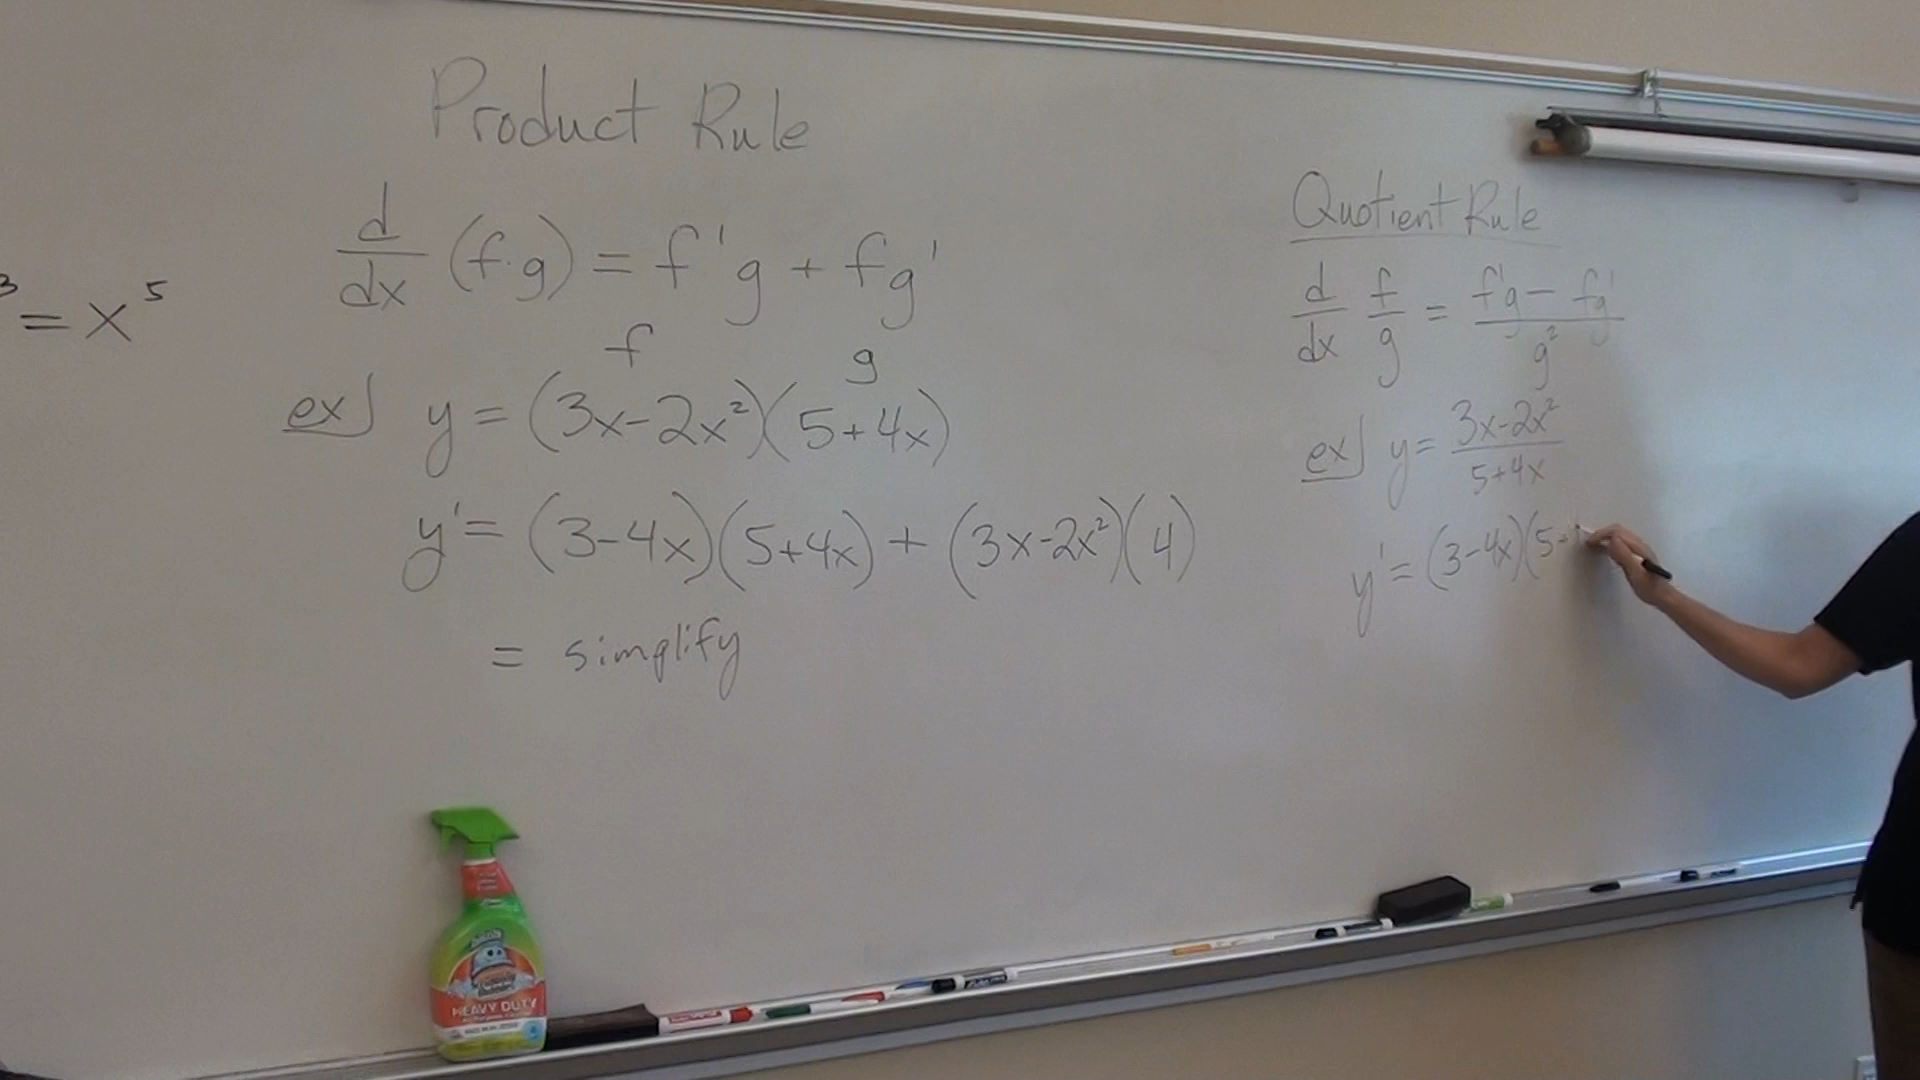 ³ = x⁵
Product Rule
d/dx (f·g) = f'g + fg'
f g
ex] y = (3x-2x²)(5+4x)
y' = (3-4x)(5+4x) + (3x-2x²)(4)
= simplify
Quotient Rule
d/dx f/g = f'g - fg' / g²
ex] y = 3x-2x² / 5+4x
y' = (3-4x)(5+
HEAVY DUTY